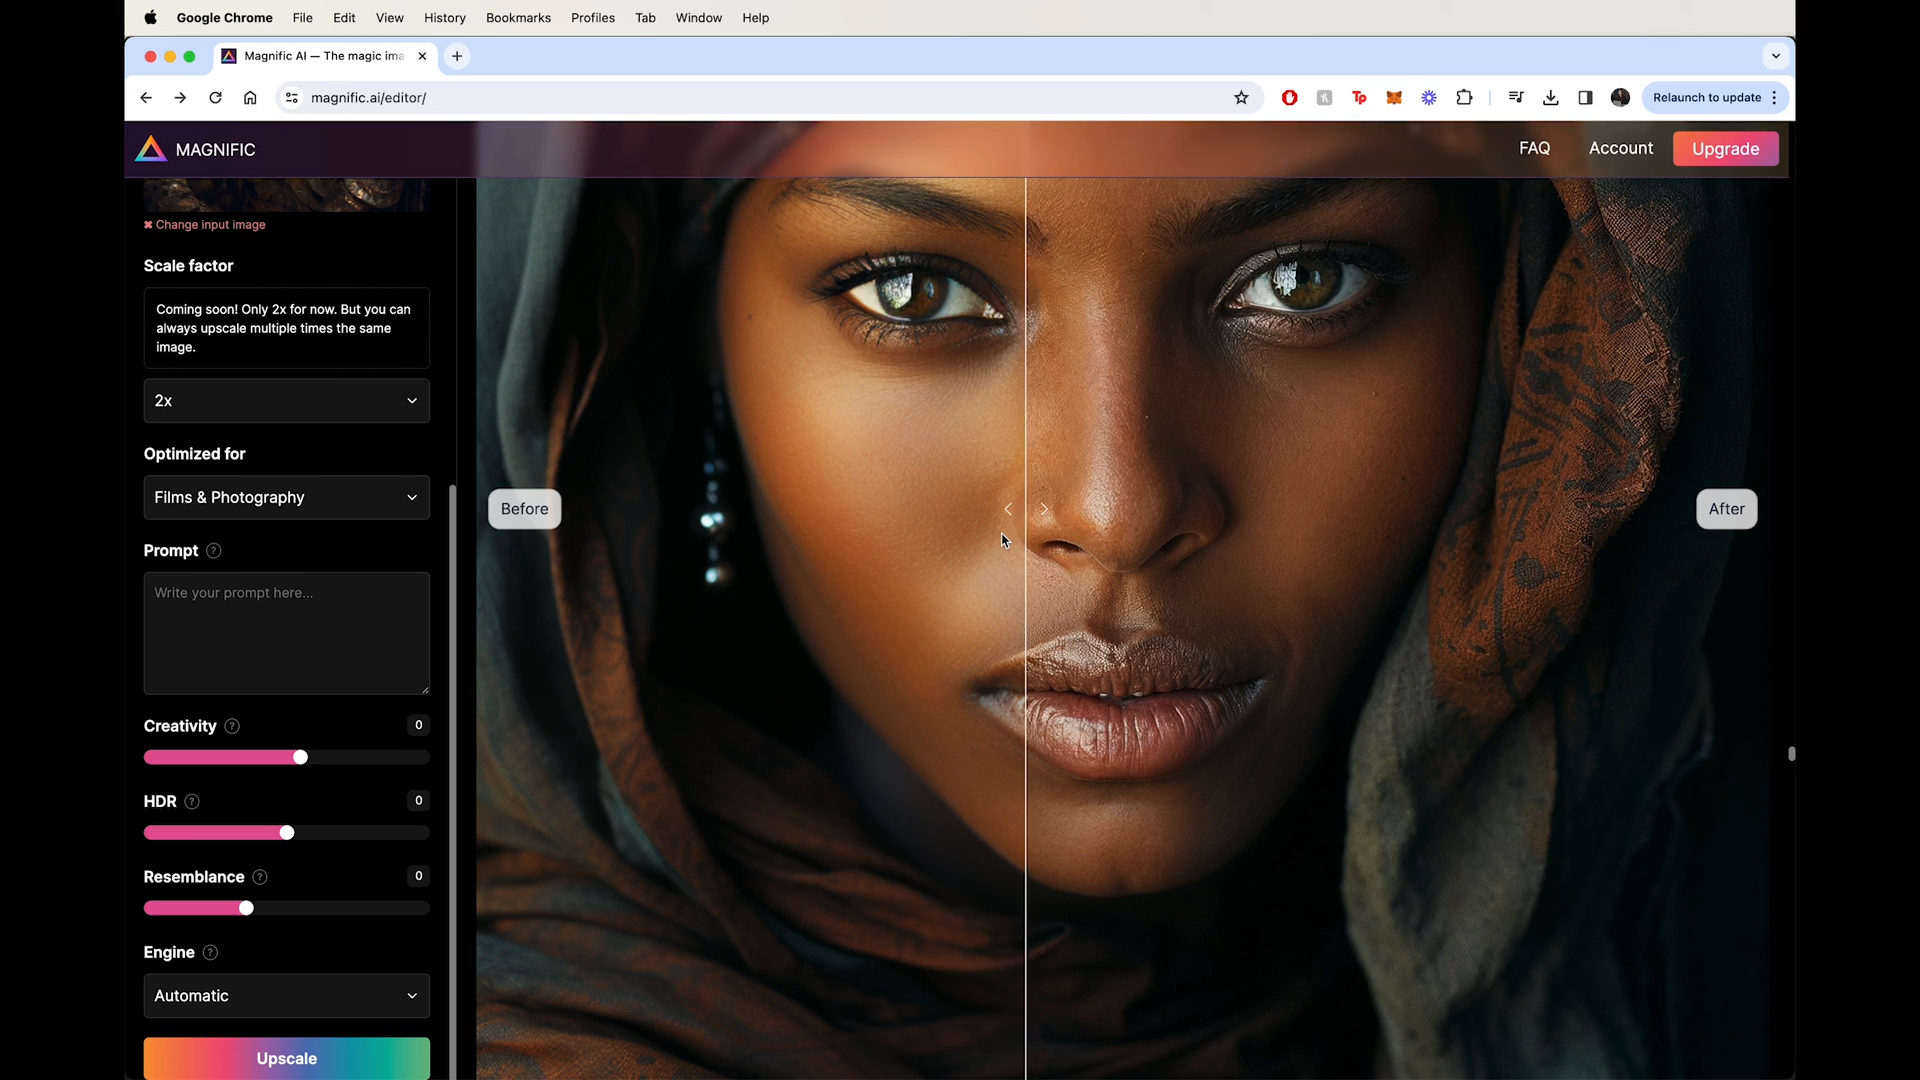 Google Chrome File Edit View History Bookmarks Profiles Tab Window Help
Magnific AI — The magic ima
magnific.ai/editor/
Tp
Relaunch to update
MAGNIFIC
FAQ Account Upgrade
Change input image
Scale factor
Coming soon! Only 2x for now. But you can
always upscale multiple times the same
image.
2x
Optimized for
Films & Photography
Before
After
Prompt ?
Write your prompt here...
Creativity ? 0
HDR ? 0
Resemblance ? 0
Engine ?
Automatic
Upscale